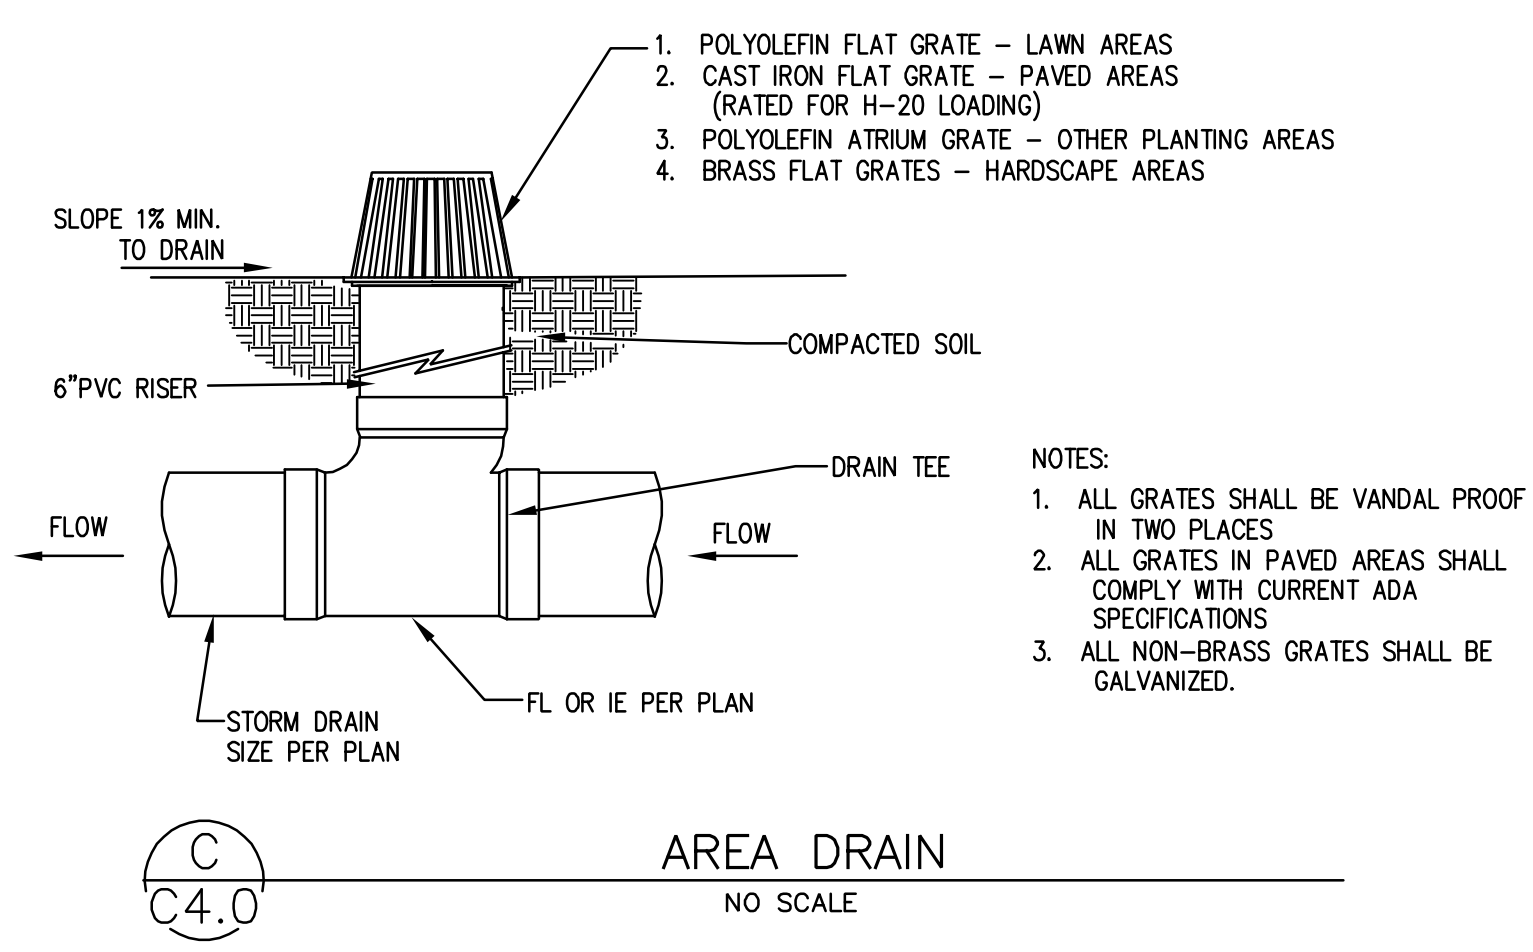 1. POLYOLEFIN FLAT GRATE – LAWN AREAS
2. CAST IRON FLAT GRATE – PAVED AREAS
(RATED FOR H–20 LOADING)
3. POLYOLEFIN ATRIUM GRATE – OTHER PLANTING AREAS
4. BRASS FLAT GRATES – HARDSCAPE AREAS
SLOPE 1% MIN.
TO DRAIN
COMPACTED SOIL
6"PVC RISER
DRAIN TEE
FLOW
FLOW
NOTES:
1. ALL GRATES SHALL BE VANDAL PROOF
IN TWO PLACES
2. ALL GRATES IN PAVED AREAS SHALL
COMPLY WITH CURRENT ADA
SPECIFICATIONS
3. ALL NON–BRASS GRATES SHALL BE
GALVANIZED.
FL OR IE PER PLAN
STORM DRAIN
SIZE PER PLAN
C
C4.0
AREA DRAIN
NO SCALE